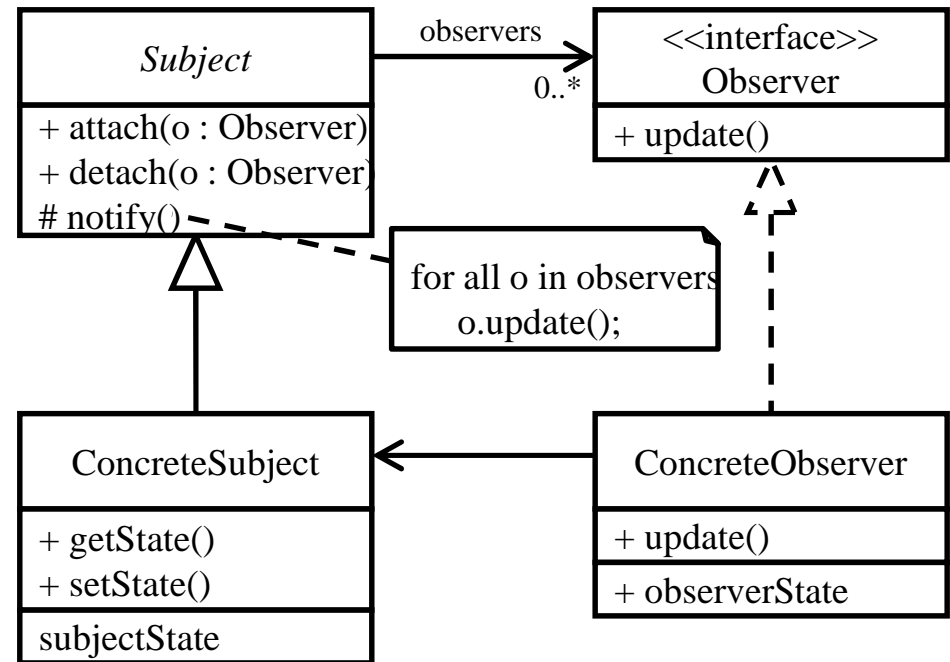 Subject
+ attach(o : Observer)
+ detach(o : Observer)
# notify()
observers
0..*
<<interface>>
Observer
+ update()
for all o in observers
o.update();
ConcreteSubject
+ getState()
+ setState()
subjectState
ConcreteObserver
+ update()
+ observerState